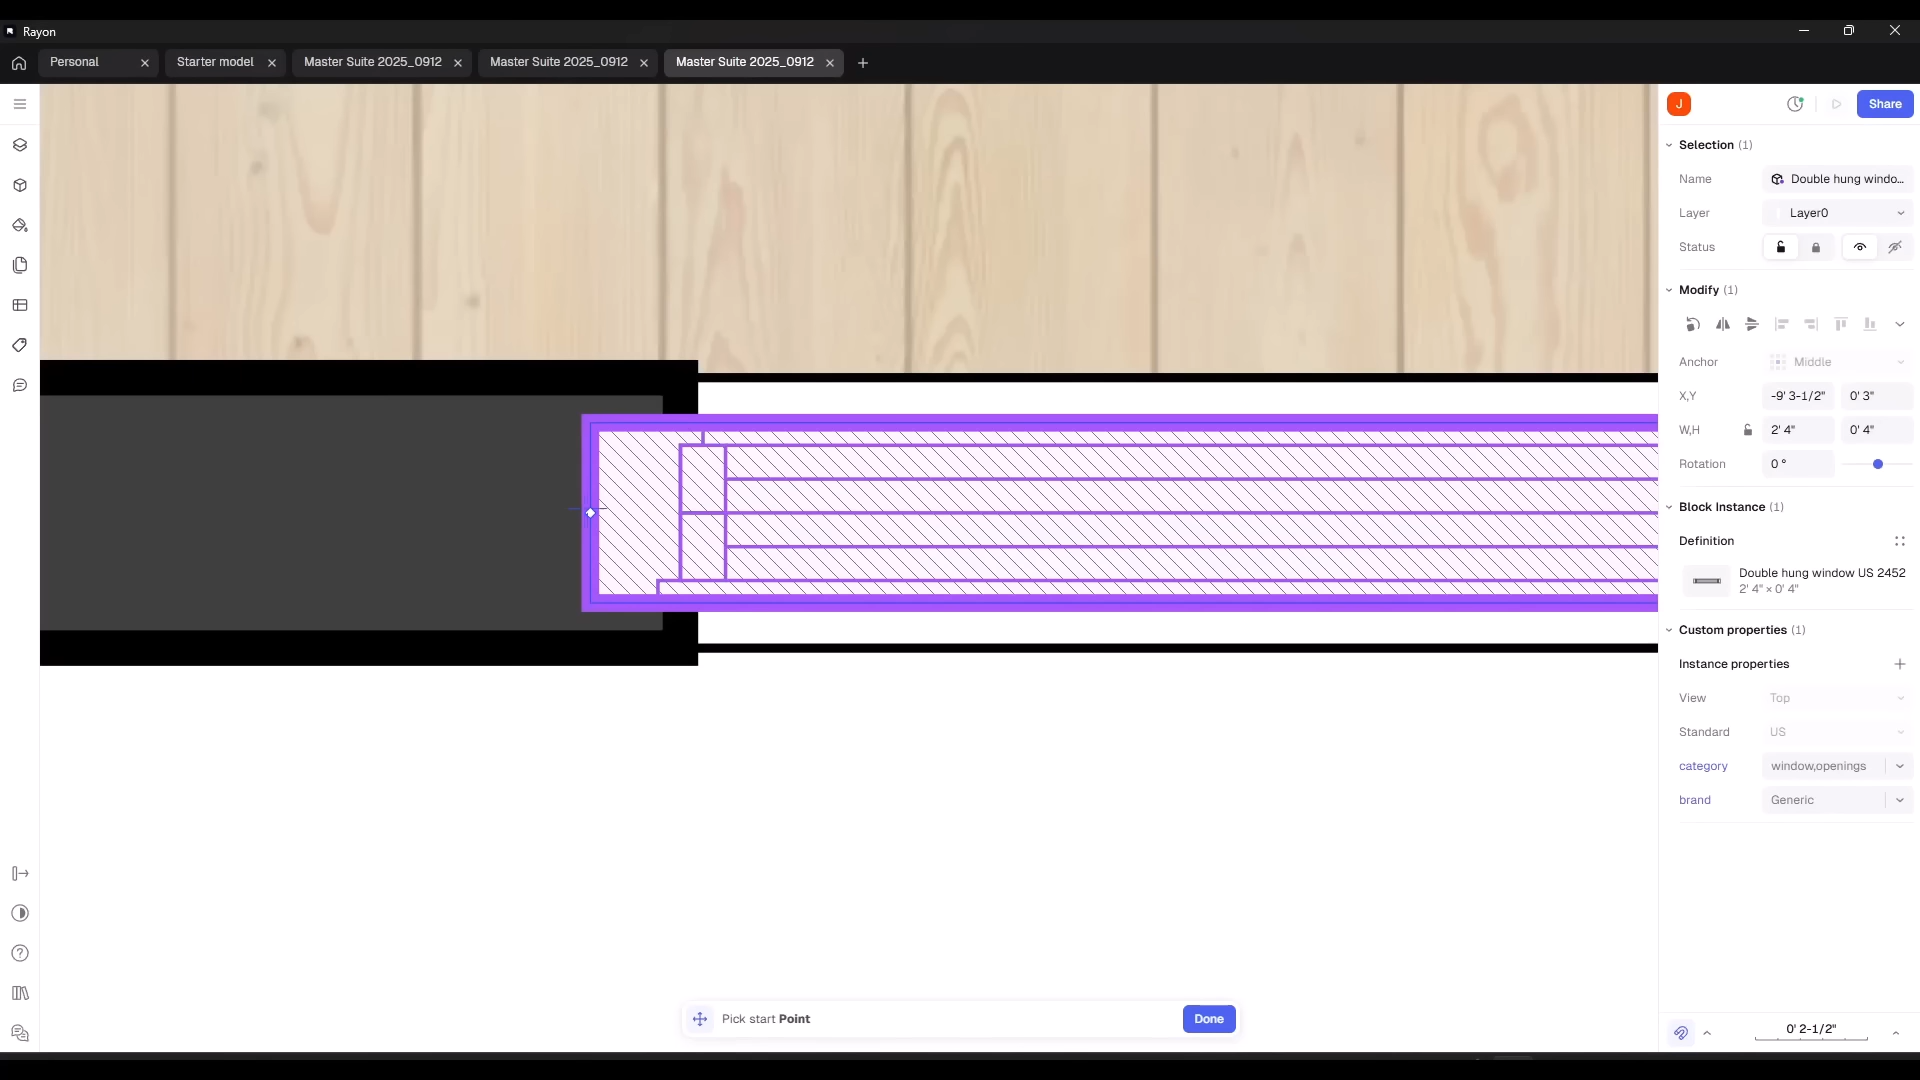 Rayon
Personal
Starter model
Master Suite 2025_0912
Master Suite 2025_0912
Master Suite 2025_0912
J
Share
Selection (1)
Name
Double hung windo...
Layer
Layer0
Status
Modify (1)
Anchor
Middle
X,Y
-9' 3-1/2"
0' 3"
W,H
2' 4"
0' 4"
Rotation
0 °
Block Instance (1)
Definition
Double hung window US 2452
2' 4" × 0' 4"
Custom properties (1)
Instance properties
View
Top
Standard
US
category
window,openings
brand
Generic
Pick start Point
Done
0' 2-1/2"